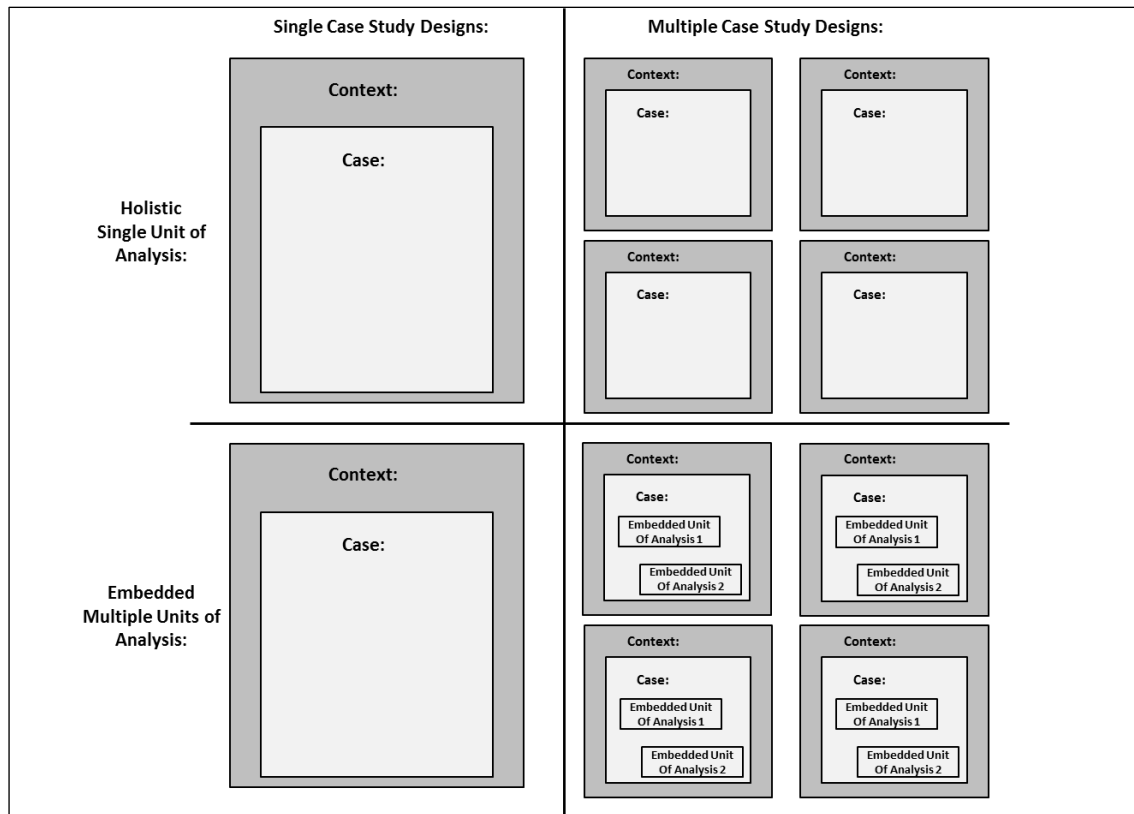 Single Case Study Designs:
Multiple Case Study Designs:
Holistic
Single Unit of
Analysis:
Context:
Case:
Context:
Case:
Context:
Case:
Context:
Case:
Context:
Case:
Embedded
Multiple Units of
Analysis:
Context:
Case:
Context:
Case:
Embedded Unit
Of Analysis 1
Embedded Unit
Of Analysis 2
Context:
Case:
Embedded Unit
Of Analysis 1
Embedded Unit
Of Analysis 2
Context:
Case:
Embedded Unit
Of Analysis 1
Embedded Unit
Of Analysis 2
Context:
Case:
Embedded Unit
Of Analysis 1
Embedded Unit
Of Analysis 2